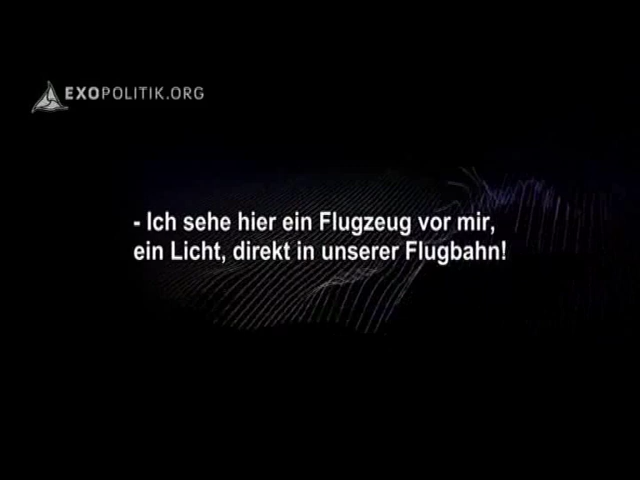 EXOPOLITIK.ORG
- Ich sehe hier ein Flugzeug vor mir,
ein Licht, direkt in unserer Flugbahn!